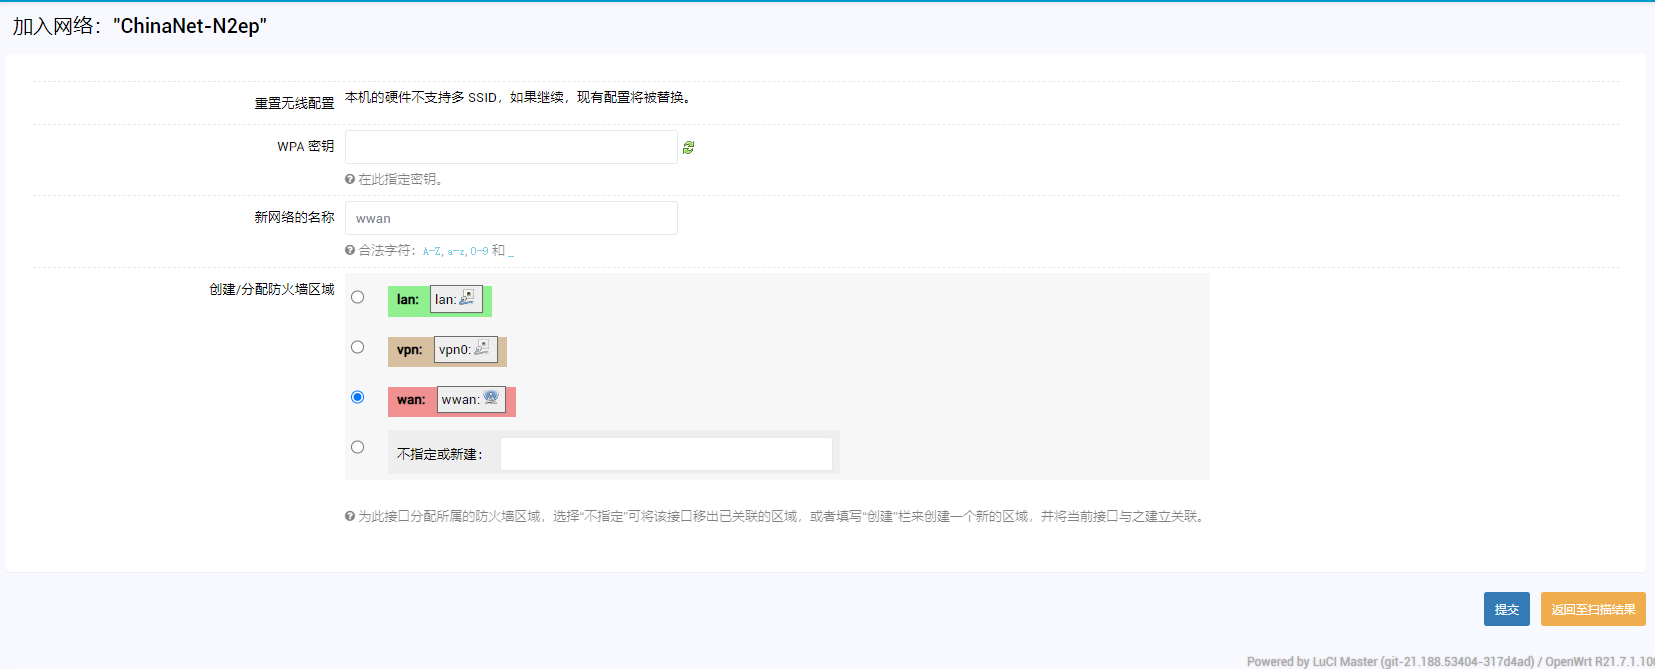 加入网络："ChinaNet-N2ep"
重置无线配置 本机的硬件不支持多 SSID，如果继续，现有配置将被替换。
WPA 密钥
在此指定密钥。
新网络的名称 wwan
合法字符：A-Z, a-z, 0-9 和 _
创建/分配防火墙区域
lan: lan:
vpn: vpn0:
wan: wwan:
不指定或新建：
为此接口分配所属的防火墙区域，选择"不指定"可将该接口移出已关联的区域，或者填写"创建"栏来创建一个新的区域，并将当前接口与之建立关联。
提交 返回至扫描结果
Powered by LuCI Master (git-21.188.53404-317d4ad) / OpenWrt R21.7.1.10